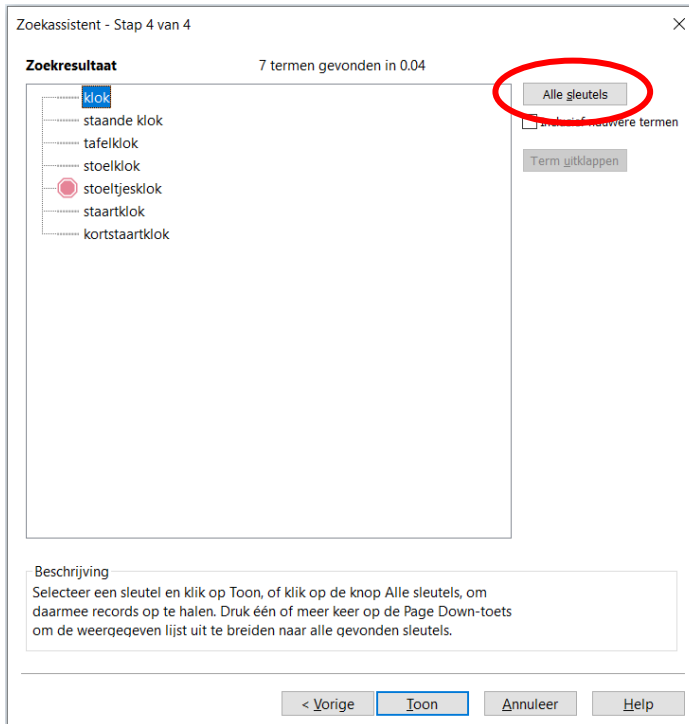 Zoekassistent - Stap 4 van 4
Zoekresultaat 7 termen gevonden in 0.04
klok
staande klok
tafelklok
stoelklok
stoeltjesklok
staartklok
kortstaartklok
Alle sleutels
Inclusief nauwere termen
Term uitklappen
Beschrijving
Selecteer een sleutel en klik op Toon, of klik op de knop Alle sleutels, om
daarmee records op te halen. Druk één of meer keer op de Page Down-toets
om de weergegeven lijst uit te breiden naar alle gevonden sleutels.
< Vorige Toon Annuleer Help